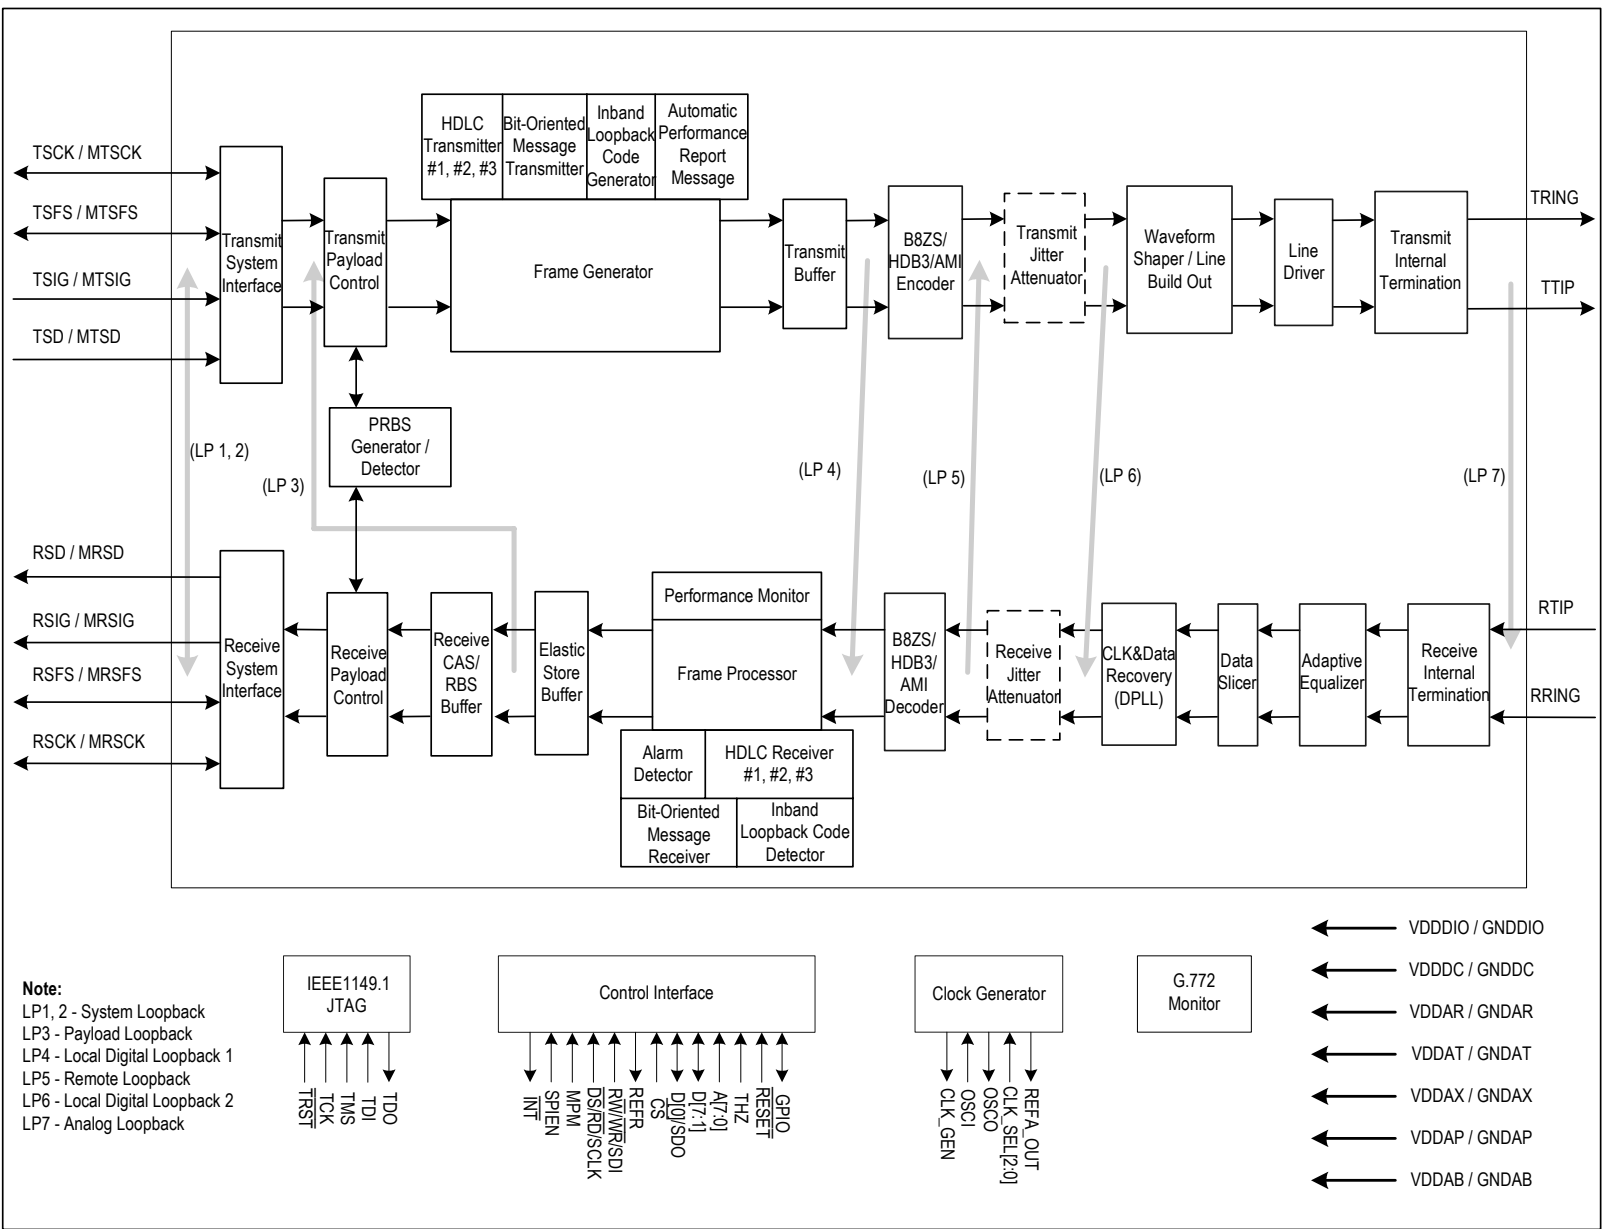 HDLC
Transmitter
#1, #2, #3
Bit-Oriented
Message
Transmitter
Inband
Loopback
Code
Generator
Automatic
Performance
Report
Message
TSCK / MTSCK
TSFS / MTSFS
TSIG / MTSIG
TSD / MTSD
Transmit
System
Interface
Transmit
Payload
Control
Frame Generator
Transmit
Buffer
B8ZS/
HDB3/AMI
Encoder
Transmit
Jitter
Attenuator
Waveform
Shaper / Line
Build Out
Line
Driver
Transmit
Internal
Termination
TRING
TTIP
PRBS
Generator /
Detector
(LP 1, 2)
(LP 3)
(LP 4)
(LP 5)
(LP 6)
(LP 7)
RSD / MRSD
RSIG / MRSIG
RSFS / MRSFS
RSCK / MRSCK
Receive
System
Interface
Receive
Payload
Control
Receive
CAS/
RBS
Buffer
Elastic
Store
Buffer
Performance Monitor
Frame Processor
Alarm
Detector
HDLC Receiver
#1, #2, #3
Bit-Oriented
Message
Receiver
Inband
Loopback Code
Detector
B8ZS/
HDB3/
AMI
Decoder
Receive
Jitter
Attenuator
CLK&Data
Recovery
(DPLL)
Data
Slicer
Adaptive
Equalizer
Receive
Internal
Termination
RTIP
RRING
Note:
LP1, 2 - System Loopback
LP3 - Payload Loopback
LP4 - Local Digital Loopback 1
LP5 - Remote Loopback
LP6 - Local Digital Loopback 2
LP7 - Analog Loopback
IEEE1149.1
JTAG
TRST
TCK
TMS
TDI
TDO
Control Interface
INT
SPIEN
MPM
DS/RD/SCLK
RW/WR/SDI
REFR
CS
D[0]/SDO
D[7:1]
A[7:0]
THZ
RESET
GPIO
Clock Generator
CLK_GEN
OSCI
OSCO
CLK_SEL[2:0]
REFA_OUT
G.772
Monitor
VDDDIO / GNDDIO
VDDDC / GNDDC
VDDAR / GNDAR
VDDAT / GNDAT
VDDAX / GNDAX
VDDAP / GNDAP
VDDAB / GNDAB